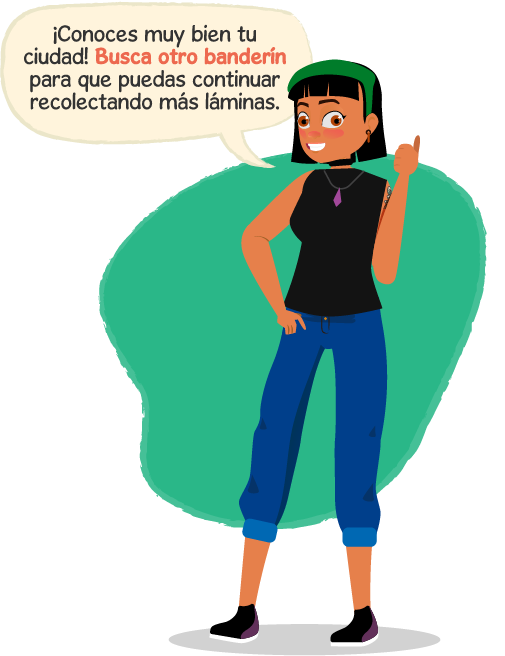 ¡Conoces muy bien tu
ciudad! Busca otro banderín
para que puedas continuar
recolectando más láminas.